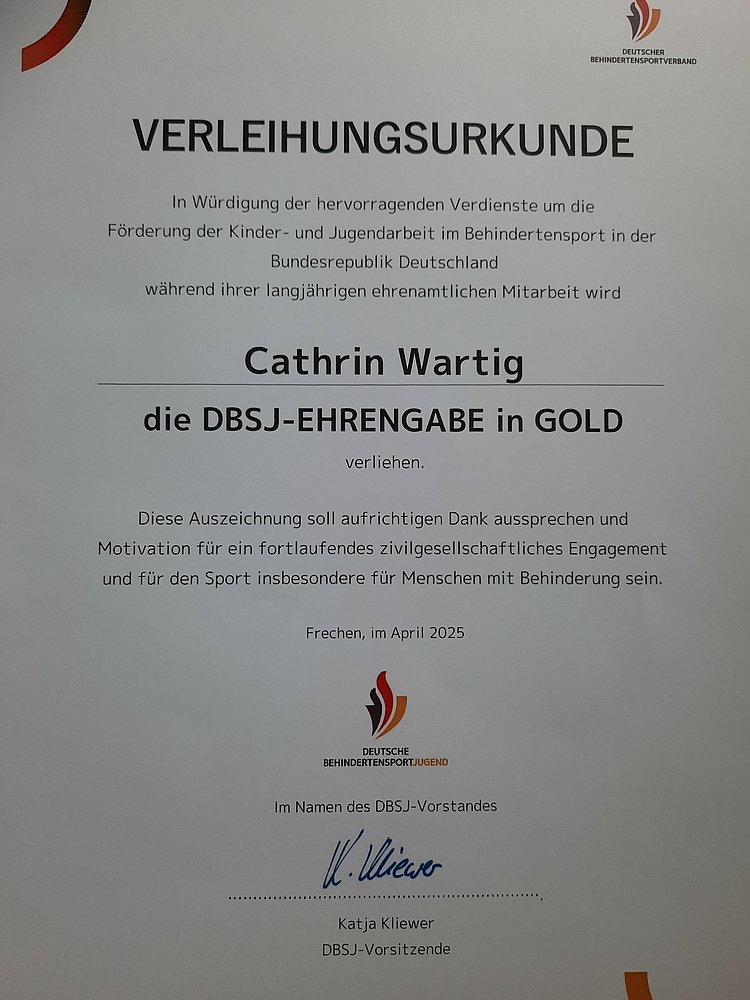 DEUTSCHER
BEHINDERTENSPORTVERBAND
VERLEIHUNGSURKUNDE
In Würdigung der hervorragenden Verdienste um die
Förderung der Kinder- und Jugendarbeit im Behindertensport in der
Bundesrepublik Deutschland
während ihrer langjährigen ehrenamtlichen Mitarbeit wird
Cathrin Wartig
die DBSJ-EHRENGABE in GOLD
verliehen.
Diese Auszeichnung soll aufrichtigen Dank aussprechen und
Motivation für ein fortlaufendes zivilgesellschaftliches Engagement
und für den Sport insbesondere für Menschen mit Behinderung sein.
Frechen, im April 2025
DEUTSCHE
BEHINDERTENSPORTJUGEND
Im Namen des DBSJ-Vorstandes
K. Kliewer
Katja Kliewer
DBSJ-Vorsitzende